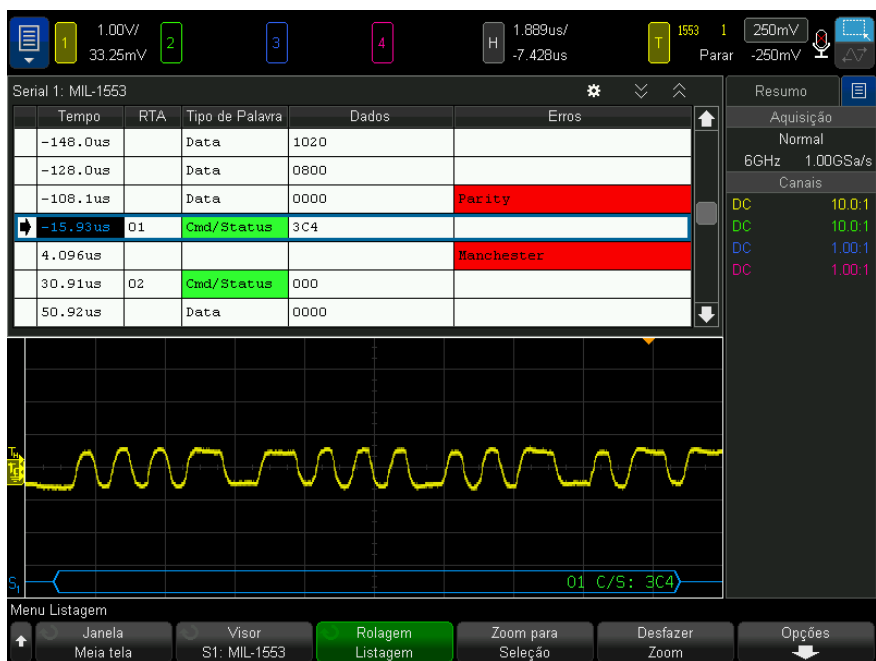 1 1.00V/ 33.25mV 2 3 4 H 1.889us/ -7.428us T 1553 1 Parar 250mV -250mV
Serial 1: MIL-1553
Tempo RTA Tipo de Palavra Dados Erros
-148.0us Data 1020
-128.0us Data 0800
-108.1us Data 0000 Parity
-15.93us 01 Cmd/Status 3C4
4.096us Manchester
30.91us 02 Cmd/Status 000
50.92us Data 0000
Resumo
Aquisição
Normal
6GHz 1.00GSa/s
Canais
DC 10.0:1
DC 10.0:1
DC 1.00:1
DC 1.00:1
TH
S1 01 C/S: 3C4
Menu Listagem
Janela
Meia tela
Visor
S1: MIL-1553
Rolagem
Listagem
Zoom para
Seleção
Desfazer
Zoom
Opções